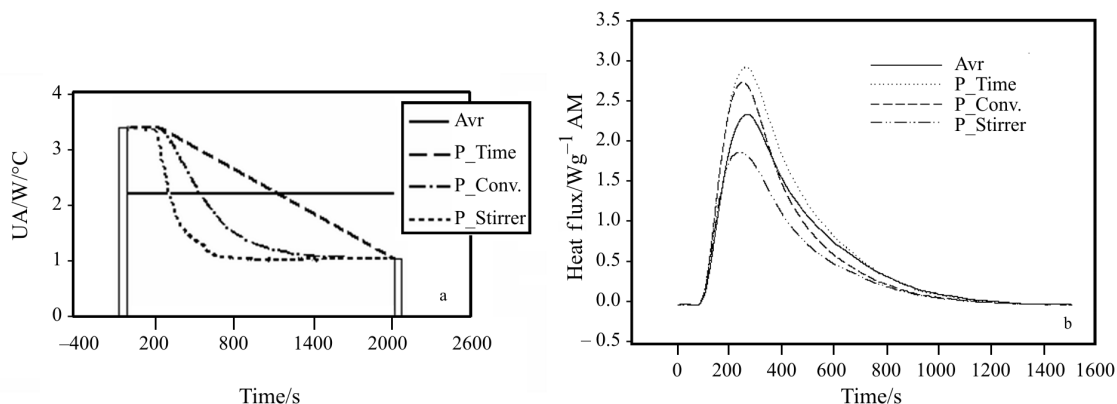 UA/W/°C
4
3
2
1
0
–400
200
800
1400
2000
2600
Time/s
Avr
P_Time
P_Conv.
P_Stirrer
a
Heat flux/Wg–1 AM
3.5
3.0
2.5
2.0
1.5
1.0
0.5
0.0
– 0.5
0
200
400
600
800
1000
1200
1400
1600
Time/s
Avr
P_Time
P_Conv.
P_Stirrer
b